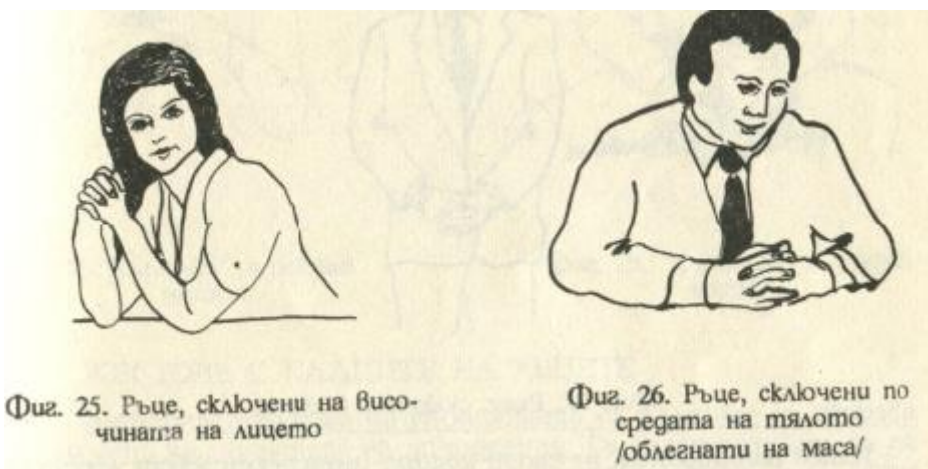 Фиг. 25. Ръце, сключени на висо-
чината на лицето
Фиг. 26. Ръце, сключени по
средата на тялото
/облегнати на маса/